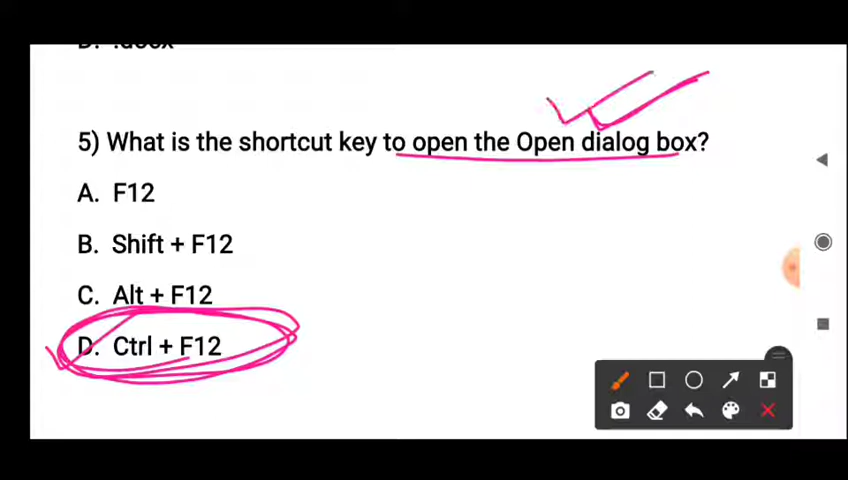 D. .docx
5) What is the shortcut key to open the Open dialog box?
A. F12
B. Shift + F12
C. Alt + F12
D. Ctrl + F12